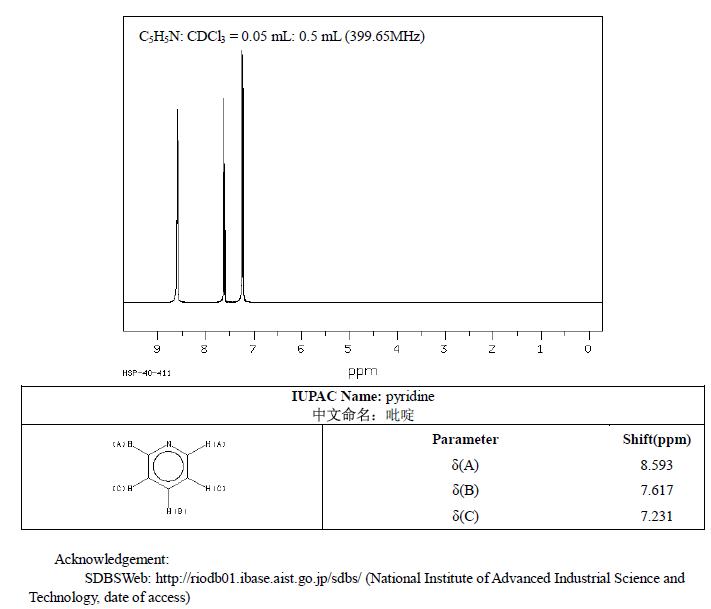 C₅H₅N: CDCl₃ = 0.05 mL: 0.5 mL (399.65MHz)
9 8 7 6 5 4 3 2 1 0
HSP-40-411 ppm
IUPAC Name: pyridine
中文命名：吡啶
(A)H N H(A)
(C)H H(C)
H(B)
Parameter Shift(ppm)
δ(A) 8.593
δ(B) 7.617
δ(C) 7.231
Acknowledgement:
SDBSWeb: http://riodb01.ibase.aist.go.jp/sdbs/ (National Institute of Advanced Industrial Science and
Technology, date of access)